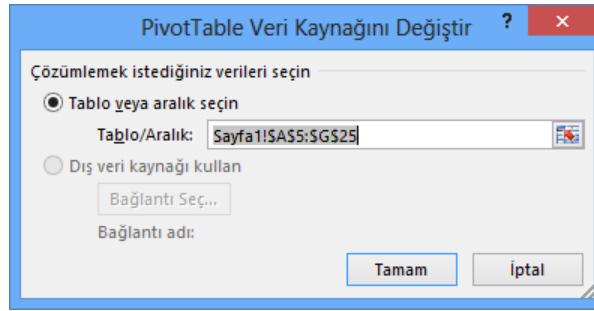 PivotTable Veri Kaynağını Değiştir ? ×
Çözümlemek istediğiniz verileri seçin
Tablo veya aralık seçin
Tablo/Aralık: Sayfa1!$A$5:$G$25
Dış veri kaynağı kullan
Bağlantı Seç...
Bağlantı adı:
Tamam İptal